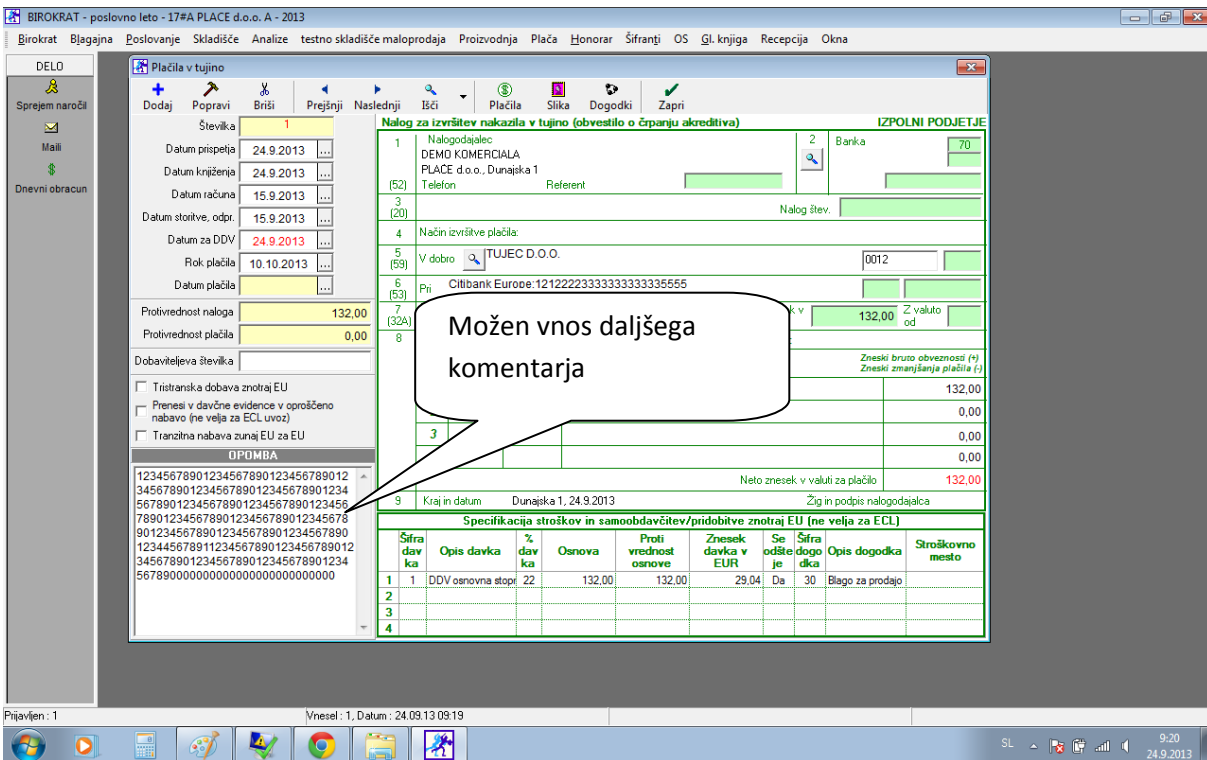 BIROKRAT - poslovno leto - 17#A PLACE d.o.o. A - 2013
Birokrat Blagajna Poslovanje Skladišče Analize testno skladišče maloprodaja Proizvodnja Plača Honorar Šifranti OS Gl. knjiga Recepcija Okna
DELO
Sprejem naročil
Maili
Dnevni obracun
Plačila v tujino
Dodaj Popravi Briši Prejšnji Naslednji Išči Plačila Slika Dogodki Zapri
Številka 1
Datum prispetja 24.9.2013 ...
Datum knjiženja 24.9.2013 ...
Datum računa 15.9.2013 ...
Datum storitve, odpr. 15.9.2013 ...
Datum za DDV 24.9.2013 ...
Rok plačila 10.10.2013 ...
Datum plačila ...
Protivrednost naloga 132,00
Protivrednost plačila 0,00
Dobaviteljeva številka
Tristranska dobava znotraj EU
Prenesi v davčne evidence v oproščeno
nabavo (ne velja za ECL uvoz)
Tranzitna nabava zunaj EU za EU
OPOMBA
12345678901234567890123456789012
34567890123456789012345678901234
56789012345678901234567890123456
78901234567890123456789012345678
90123456789012345678901234567890
123445678911234567890123456789012
34567890123456789012345678901234
567890000000000000000000000000
Nalog za izvršitev nakazila v tujino (obvestilo o črpanju akreditiva) IZPOLNI PODJETJE
1 Nalogodajalec 2 Banka 70
DEMO KOMERCIALA
PLACE d.o.o., Dunajska 1
(52) Telefon Referent
3
(20) Nalog štev.
4 Način izvršitve plačila:
5
(59) V dobro TUJEC D.O.O. 0012
6
(53) Pri Citibank Europe:
7
(32A) k v 132,00 Z valuto
od
8
Možen vnos daljšega
komentarja
Zneski bruto obveznosti (+)
Zneski zmanjšanja plačila (-)
132,00
0,00
3 0,00
0,00
Neto znesek v valuti za plačilo 132,00
9 Kraj in datum Dunajska 1, 24.9.2013 Žig in podpis nalogodajalca
Specifikacija stroškov in samoobdavčitev/pridobitve znotraj EU (ne velja za ECL)
Šifra davka Opis davka % davka Osnova Proti vrednost osnove Znesek davka v EUR Se odšteje Šifra dogodka Opis dogodka Stroškovno mesto
1 1 DDV osnovna stopr 22 132,00 132,00 29,04 Da 30 Blago za prodajo
2
3
4
Prijavljen : 1 Vnesel : 1, Datum : 24.09.13 09:19
SL 9:20
24.9.2013